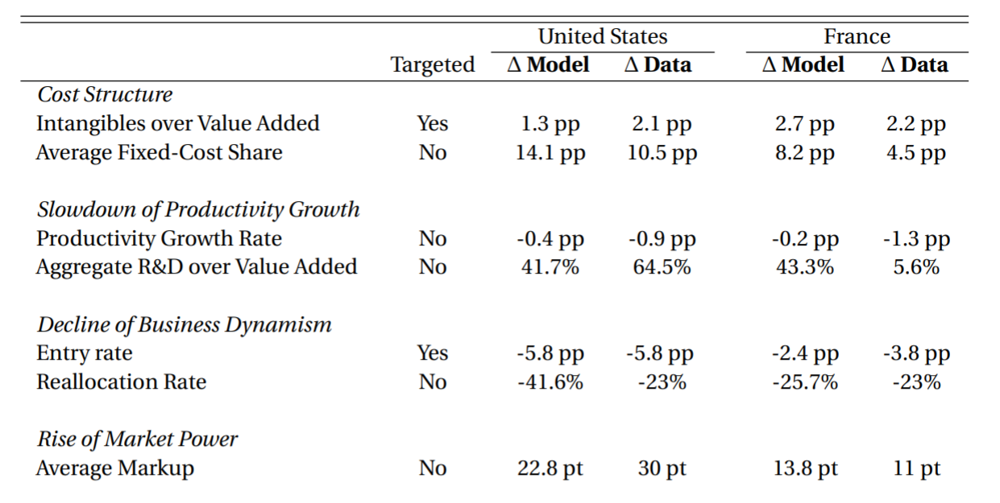 United States France
Targeted Δ Model Δ Data Δ Model Δ Data
Cost Structure
Intangibles over Value Added Yes 1.3 pp 2.1 pp 2.7 pp 2.2 pp
Average Fixed-Cost Share No 14.1 pp 10.5 pp 8.2 pp 4.5 pp
Slowdown of Productivity Growth
Productivity Growth Rate No -0.4 pp -0.9 pp -0.2 pp -1.3 pp
Aggregate R&D over Value Added No 41.7% 64.5% 43.3% 5.6%
Decline of Business Dynamism
Entry rate Yes -5.8 pp -5.8 pp -2.4 pp -3.8 pp
Reallocation Rate No -41.6% -23% -25.7% -23%
Rise of Market Power
Average Markup No 22.8 pt 30 pt 13.8 pt 11 pt